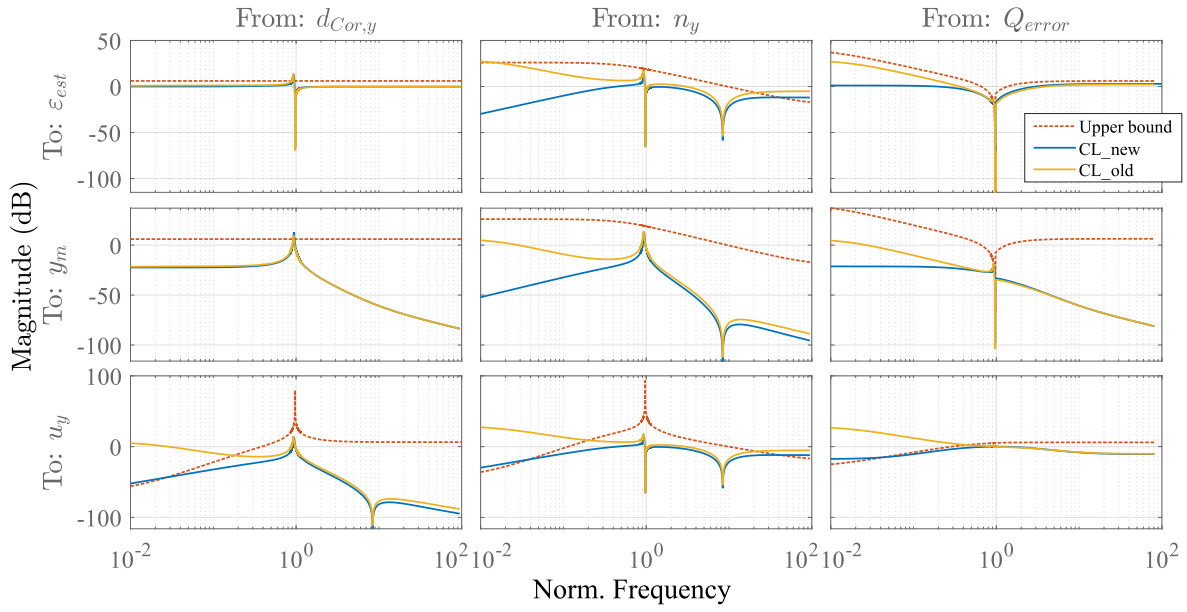 From: d_{Cor,y} From: n_y From: Q_{error}
50
0
-50
-100
To: ε_{est}
Upper bound
CL_new
CL_old
0
-50
-100
To: y_m
Magnitude (dB)
100
0
-100
To: u_y
10^{-2} 10^0 10^2 10^{-2} 10^0 10^2 10^{-2} 10^0 10^2
Norm. Frequency